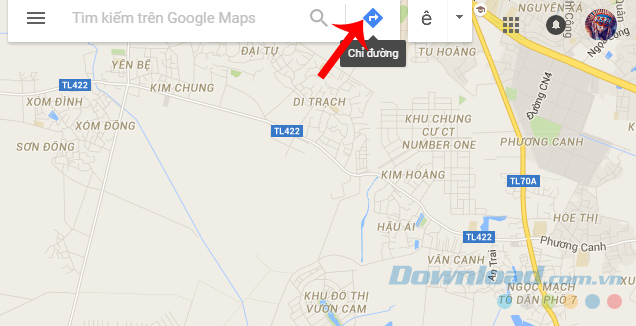 Tìm kiếm trên Google Maps
ê
Chỉ đường
ĐẠI TỰ
TU HOÀNG
Ngọc Công
YÊN BỆ
TL422
KIM CHUNG
XÓM ĐÌNH
XÓM ĐÔNG
DI TRẠCH
TL422
SƠN ĐỒNG
KHU CHUNG
CƯ CT
NUMBER ONE
Đường CN4
PHƯƠNG CANH
KIM HOÀNG
TL70A
HẬU ÁI
HOE THỊ
TL422
Phương Canh
VÂN CANH
An Trai
Download.com.vn
KHU ĐÔ THỊ
VƯỜN CAM
NGỌC MẠCH
TỔ DÂN PHỐ 7